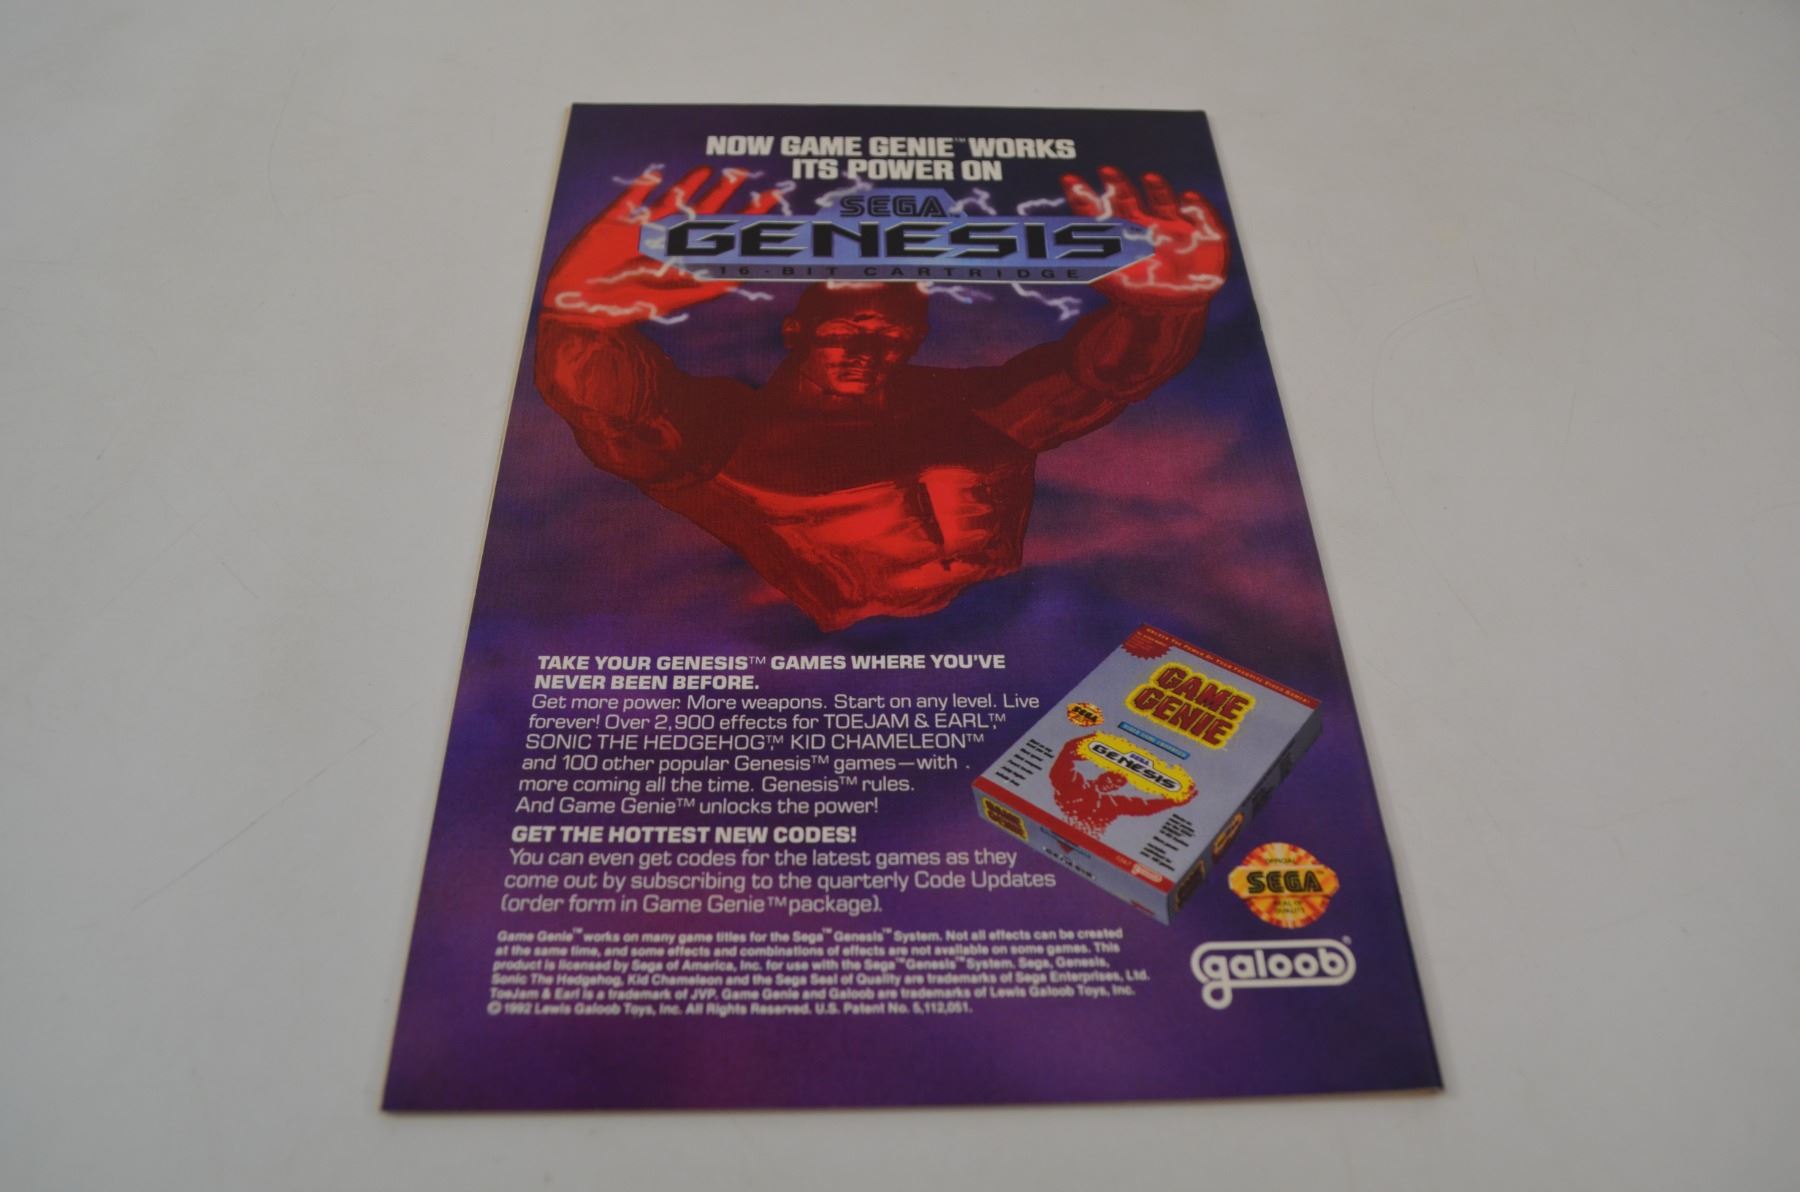 NOW GAME GENIE™ WORKS
ITS POWER ON
SEGA™
GENESIS™
16-BIT CARTRIDGE
TAKE YOUR GENESIS™ GAMES WHERE YOU'VE
NEVER BEEN BEFORE.
Get more power. More weapons. Start on any level. Live
forever! Over 2,900 effects for TOEJAM & EARL,™
SONIC THE HEDGEHOG,™ KID CHAMELEON™
and 100 other popular Genesis™ games—with
more coming all the time. Genesis™ rules.
And Game Genie™ unlocks the power!
GET THE HOTTEST NEW CODES!
You can even get codes for the latest games as they
come out by subscribing to the quarterly Code Updates
(order form in Game Genie™ package).
Game Genie™ works on many game titles for the Sega™ Genesis™ System. Not all effects can be created
at the same time, and some effects and combinations of effects are not available on some games. This
product is licensed by Sega of America, Inc. for use with the Sega™ Genesis™ System. Sega, Genesis,
Sonic The Hedgehog, Kid Chameleon and the Sega Seal of Quality are trademarks of Sega Enterprises, Ltd.
ToeJam & Earl is a trademark of JVP. Game Genie and Galoob are trademarks of Lewis Galoob Toys, Inc.
© 1992 Lewis Galoob Toys, Inc. All Rights Reserved. U.S. Patent No. 5,112,051.
GAME
GENIE
SEGA
SEGA
GENESIS
GAME
GENIE
galoob
OFFICIAL
SEGA
SEAL OF
QUALITY
galoob®